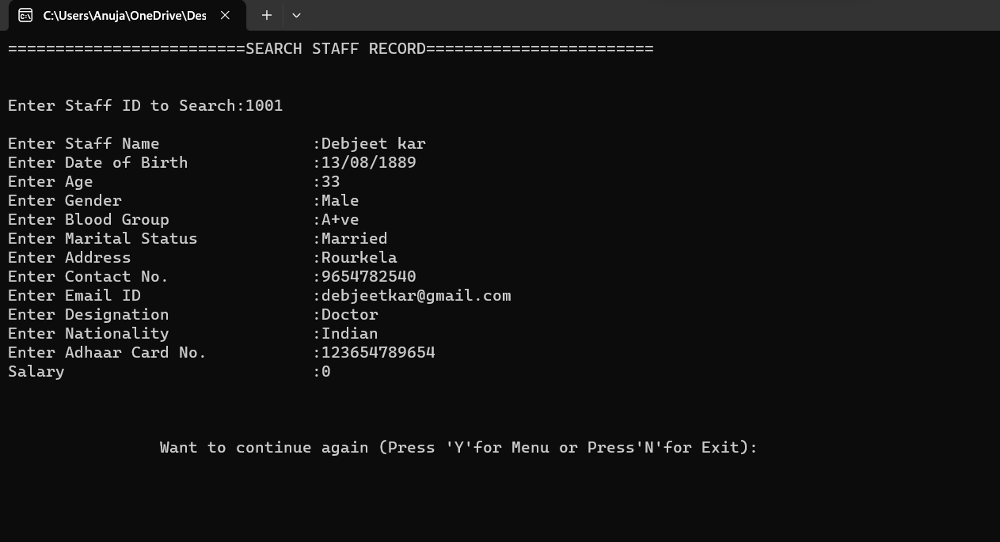 C:\Users\Anuja\OneDrive\Des
=========================SEARCH STAFF RECORD========================
Enter Staff ID to Search:1001
Enter Staff Name                :Debjeet kar
Enter Date of Birth             :13/08/1889
Enter Age                       :33
Enter Gender                    :Male
Enter Blood Group               :A+ve
Enter Marital Status            :Married
Enter Address                   :Rourkela
Enter Contact No.               :9654782540
Enter Email ID                  :debjeetkar@gmail.com
Enter Designation               :Doctor
Enter Nationality               :Indian
Enter Adhaar Card No.           :123654789654
Salary                          :0
Want to continue again (Press 'Y'for Menu or Press'N'for Exit):